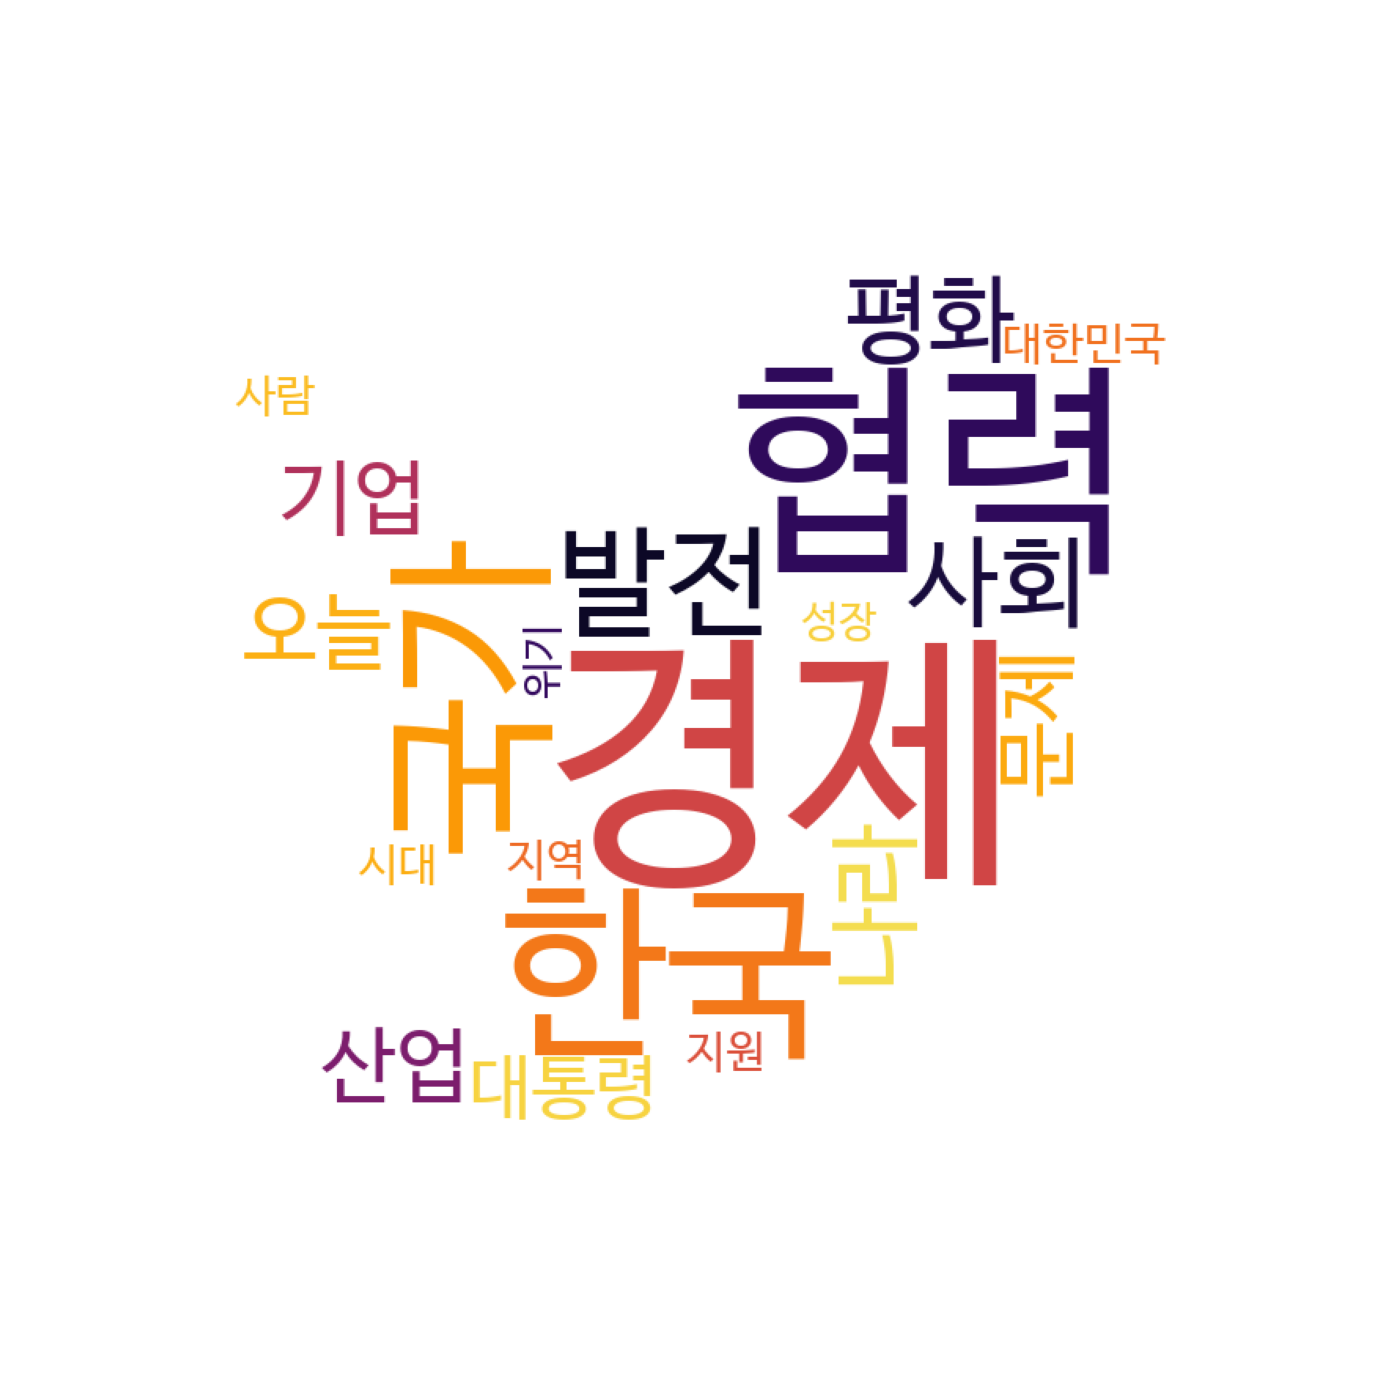 평화
대한민국
사람
협력
기업
발전
사회
국가
오늘
성장
위기
경제
문제
시대
지역
나라
한국
산업
대통령
지원